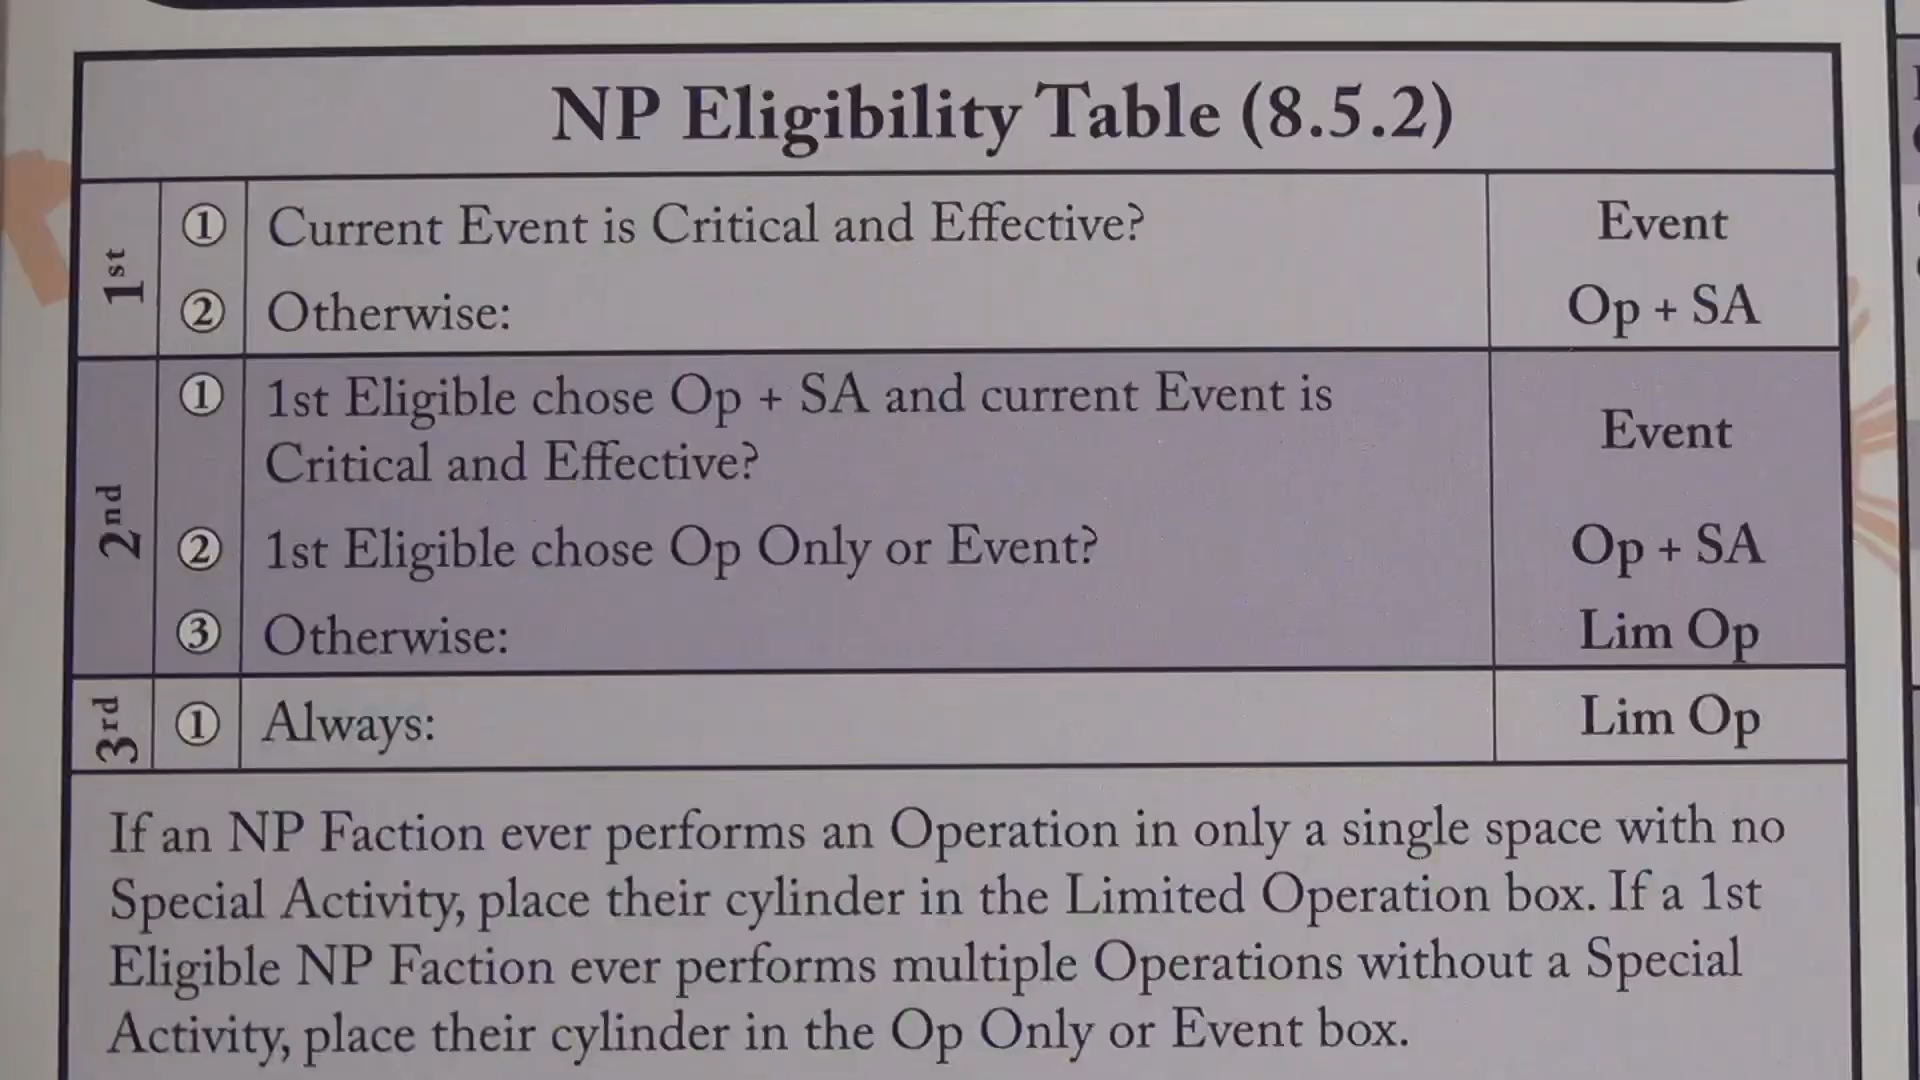 NP Eligibility Table (8.5.2)
1st
① Current Event is Critical and Effective? Event
② Otherwise: Op + SA
2nd
① 1st Eligible chose Op + SA and current Event is
Critical and Effective? Event
② 1st Eligible chose Op Only or Event? Op + SA
③ Otherwise: Lim Op
3rd
① Always: Lim Op
If an NP Faction ever performs an Operation in only a single space with no
Special Activity, place their cylinder in the Limited Operation box. If a 1st
Eligible NP Faction ever performs multiple Operations without a Special
Activity, place their cylinder in the Op Only or Event box.